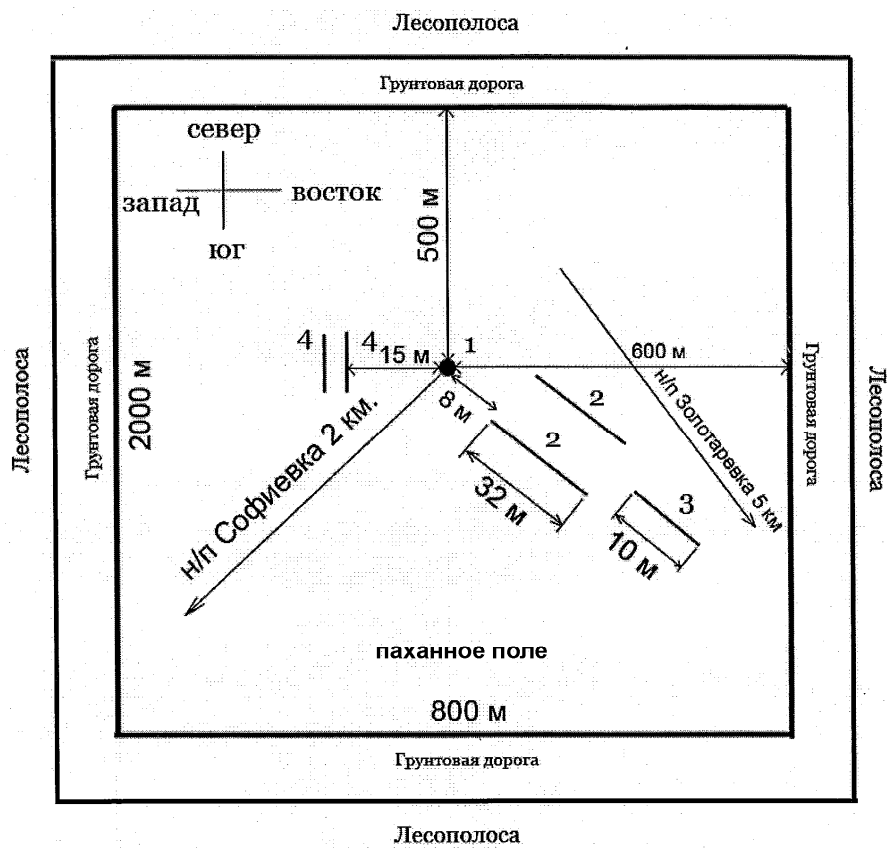 Лесополоса
Грунтовая дорога
север
запад
восток
юг
500 м
4
4
15 м
1
600 м
Лесополоса
Грунтовая дорога
2000 м
н/п Софиевка 2 км.
8 м
2
2
32 м
н/п Золотаревка 5 км
3
10 м
Грунтовая дорога
Лесополоса
паханное поле
800 м
Грунтовая дорога
Лесополоса